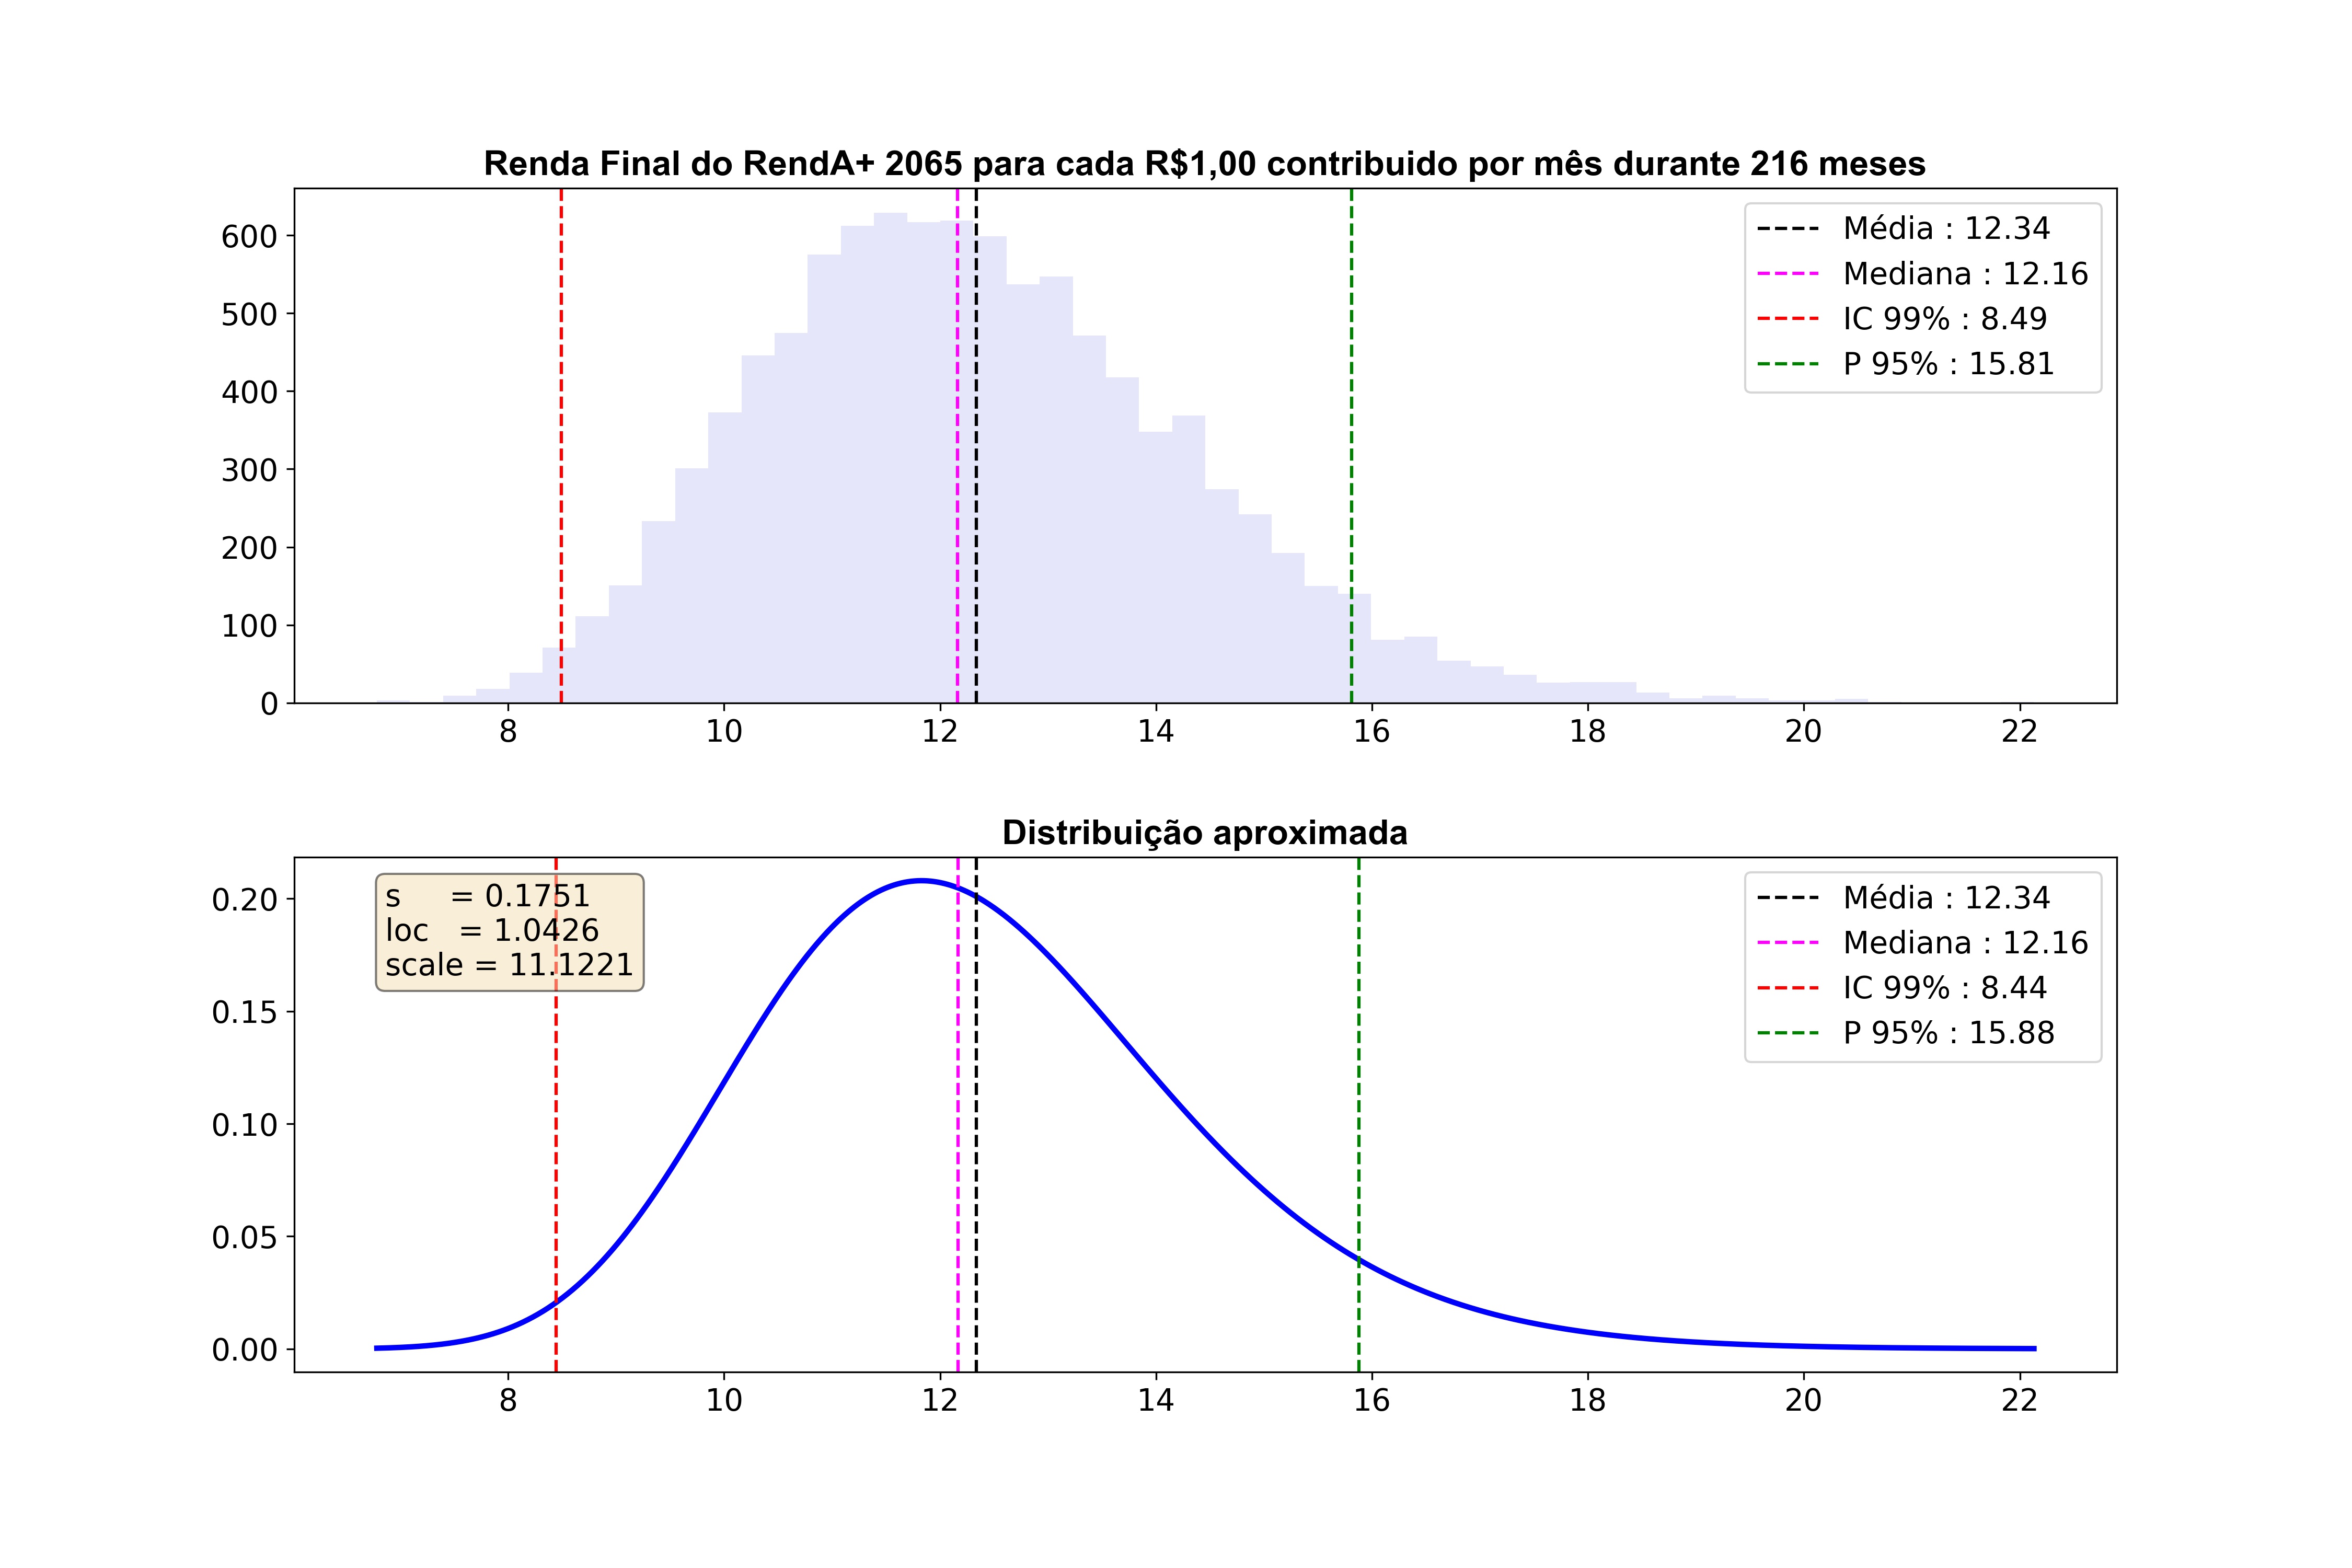 Renda Final do RendA+ 2065 para cada R$1,00 contribuido por mês durante 216 meses
600
500
400
300
200
100
0
Média : 12.34
Mediana : 12.16
IC 99% : 8.49
P 95% : 15.81
8 10 12 14 16 18 20 22
Distribuição aproximada
0.20
0.15
0.10
0.05
0.00
s = 0.1751
loc = 1.0426
scale = 11.1221
Média : 12.34
Mediana : 12.16
IC 99% : 8.44
P 95% : 15.88
8 10 12 14 16 18 20 22